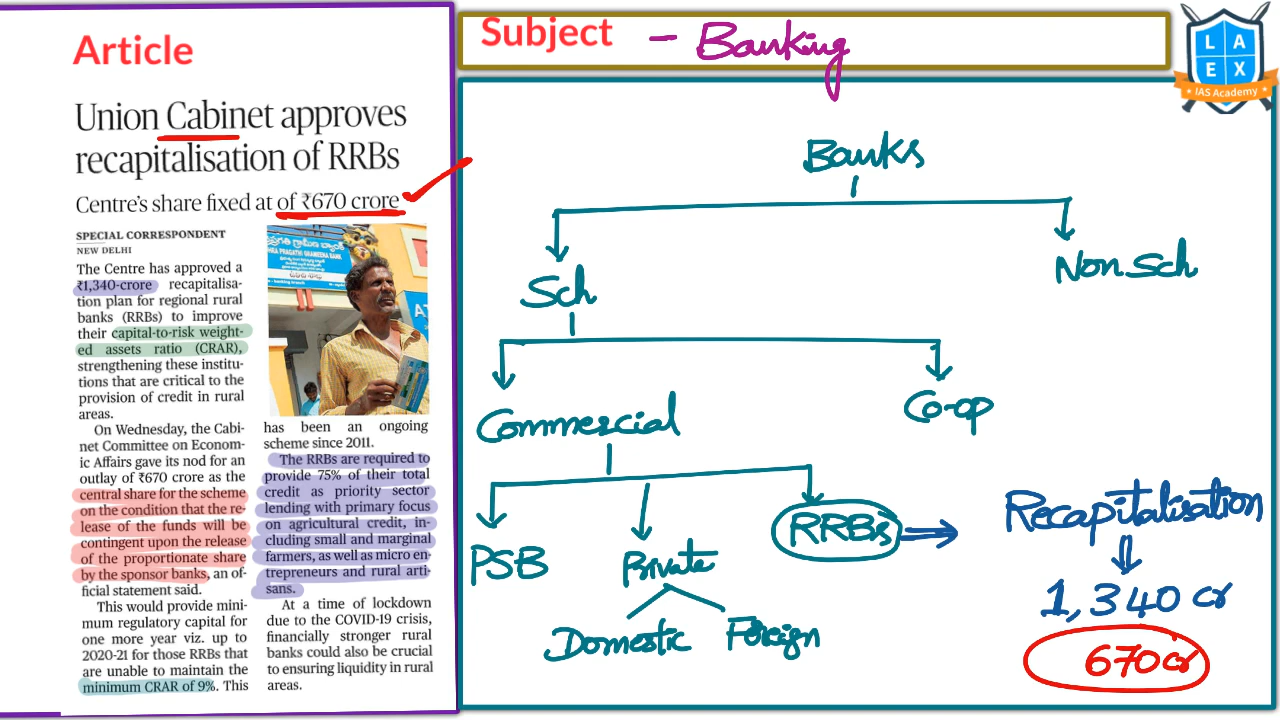 Article
Union Cabinet approves
recapitalisation of RRBs
Centre's share fixed at of ₹670 crore
SPECIAL CORRESPONDENT
NEW DELHI
The Centre has approved a
₹1,340-crore recapitalisa-
tion plan for regional rural
banks (RRBs) to improve
their capital-to-risk weight-
ed assets ratio (CRAR),
strengthening these institu-
tions that are critical to the
provision of credit in rural
areas.
On Wednesday, the Cabi-
net Committee on Econom-
ic Affairs gave its nod for an
outlay of ₹670 crore as the
central share for the scheme
on the condition that the re-
lease of the funds will be
contingent upon the release
of the proportionate share
by the sponsor banks, an of-
ficial statement said.
This would provide mini-
mum regulatory capital for
one more year viz. up to
2020-21 for those RRBs that
are unable to maintain the
minimum CRAR of 9%. This
has been an ongoing
scheme since 2011.
The RRBs are required to
provide 75% of their total
credit as priority sector
lending with primary focus
on agricultural credit, in-
cluding small and marginal
farmers, as well as micro en-
trepreneurs and rural arti-
sans.
At a time of lockdown
due to the COVID-19 crisis,
financially stronger rural
banks could also be crucial
to ensuring liquidity in rural
areas.
Subject - Banking
LAEX
IAS Academy
Banks
Sch
Non Sch
Commercial
Co-op
PSB
Private
RRBs
Domestic
Foreign
Recapitalisation
1,340 cr
670 cr